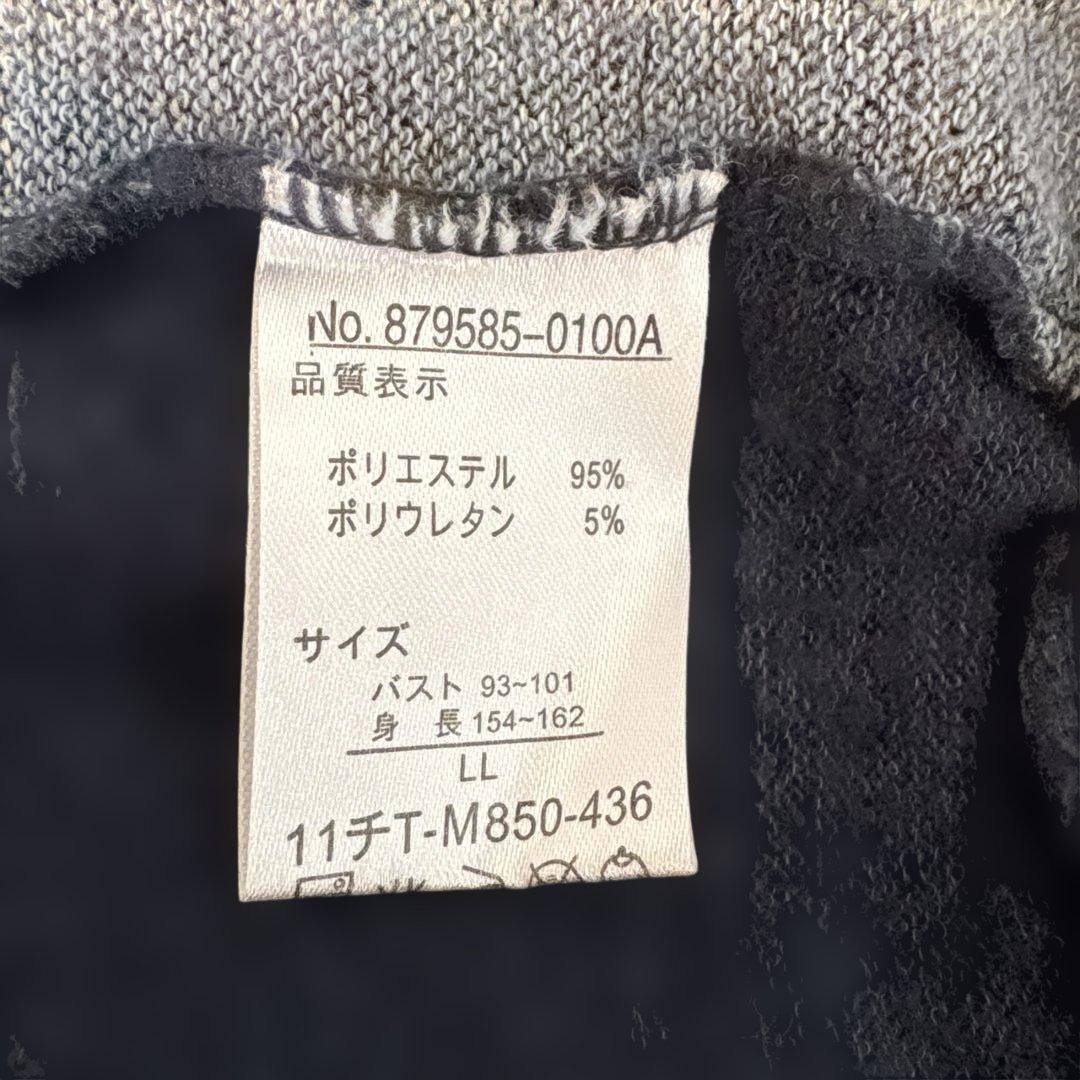 No. 879585-0100A
品質表示
ポリエステル 95%
ポリウレタン 5%
サイズ
バスト 93~101
身 長 154~162
LL
11チT-M850-436